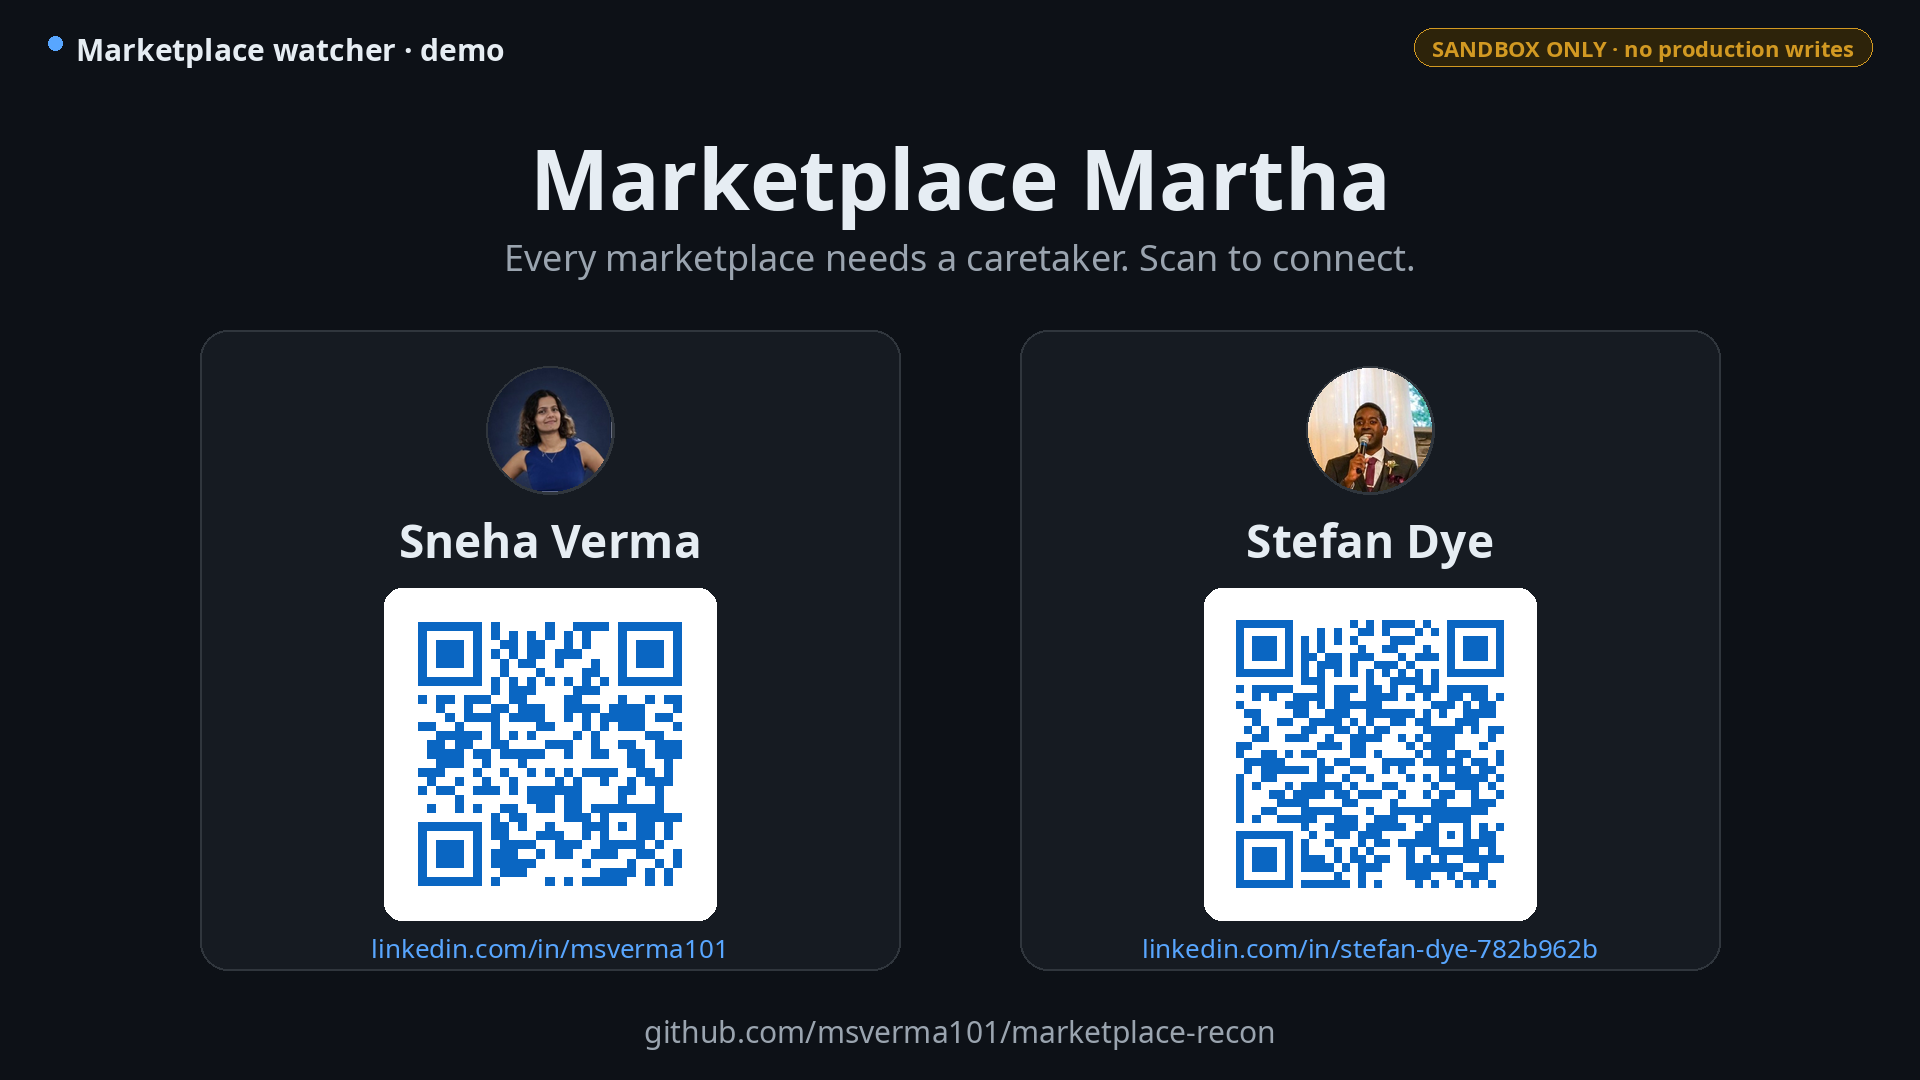 Marketplace watcher · demo
SANDBOX ONLY · no production writes
Marketplace Martha
Every marketplace needs a caretaker. Scan to connect.
Sneha Verma
linkedin.com/in/msverma101
Stefan Dye
linkedin.com/in/stefan-dye-782b962b
github.com/msverma101/marketplace-recon